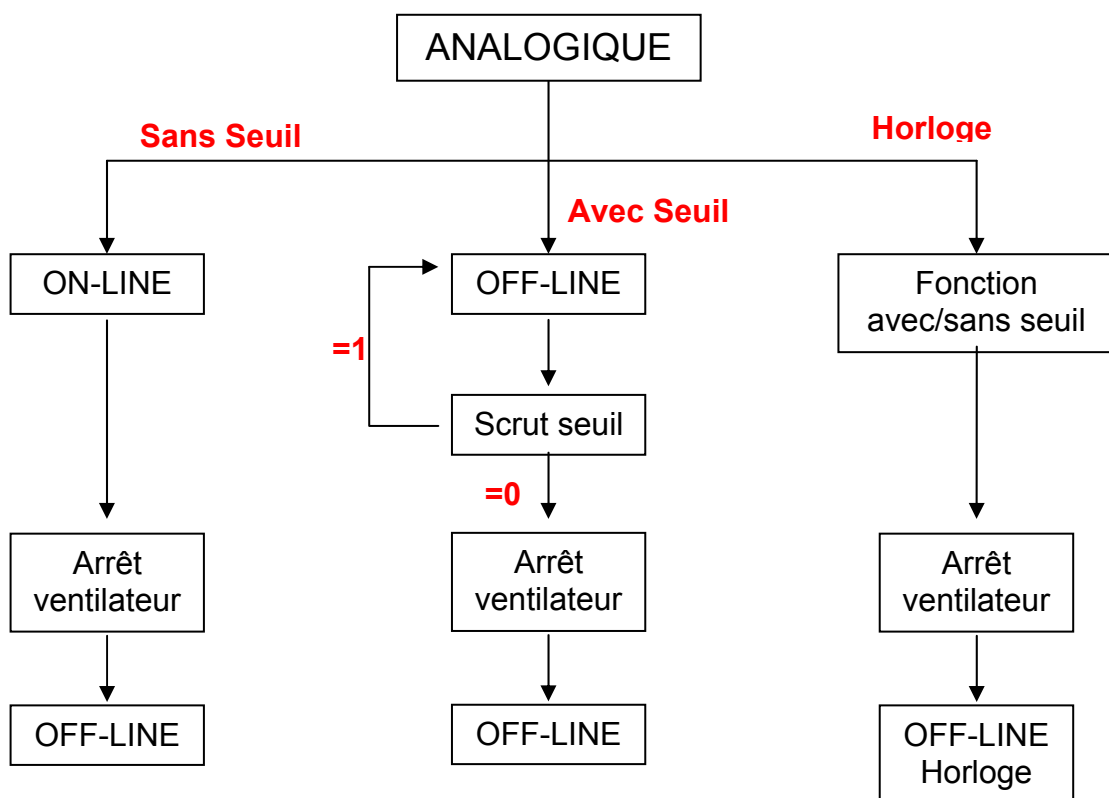 ANALOGIQUE
Sans Seuil
Horloge
Avec Seuil
ON-LINE
OFF-LINE
Fonction
avec/sans seuil
=1
Scrut seuil
=0
Arrêt
ventilateur
Arrêt
ventilateur
Arrêt
ventilateur
OFF-LINE
OFF-LINE
OFF-LINE
Horloge